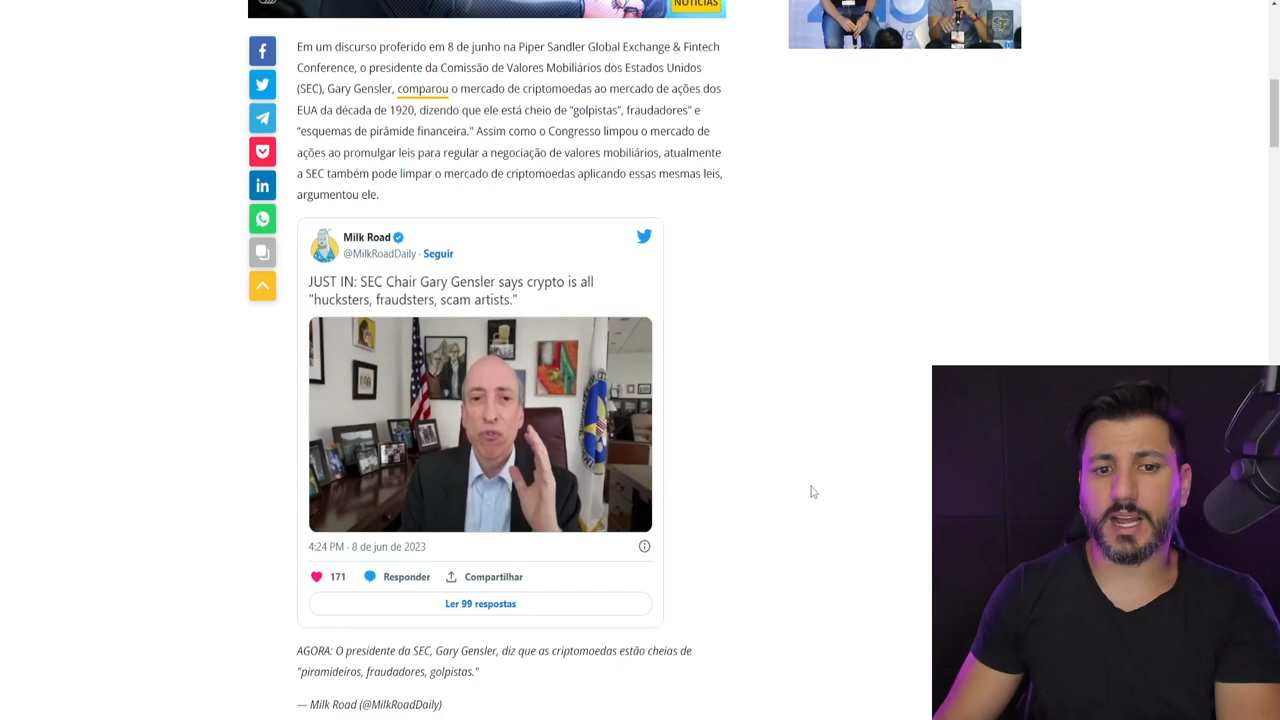 NOTÍCIAS
Em um discurso proferido em 8 de junho na Piper Sandler Global Exchange & Fintech
Conference, o presidente da Comissão de Valores Mobiliários dos Estados Unidos
(SEC), Gary Gensler, comparou o mercado de criptomoedas ao mercado de ações dos
EUA da década de 1920, dizendo que ele está cheio de “golpistas”, fraudadores” e
“esquemas de pirâmide financeira." Assim como o Congresso limpou o mercado de
ações ao promulgar leis para regular a negociação de valores mobiliários, atualmente
a SEC também pode limpar o mercado de criptomoedas aplicando essas mesmas leis,
argumentou ele.
Milk Road
@MilkRoadDaily · Seguir
JUST IN: SEC Chair Gary Gensler says crypto is all
"hucksters, fraudsters, scam artists."
4:24 PM · 8 de jun de 2023
171 Responder Compartilhar
Ler 99 respostas
AGORA: O presidente da SEC, Gary Gensler, diz que as criptomoedas estão cheias de
"piramideiros, fraudadores, golpistas."
— Milk Road (@MilkRoadDaily)